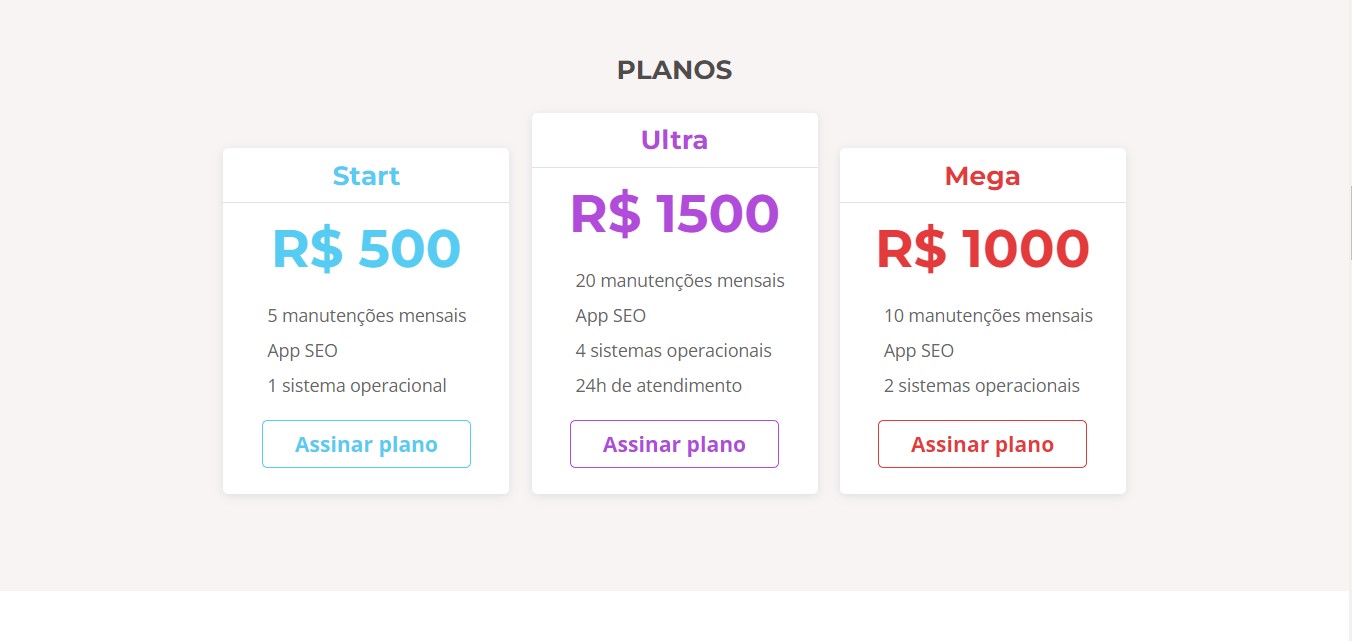 PLANOS
Start
R$ 500
5 manutenções mensais
App SEO
1 sistema operacional
Assinar plano
Ultra
R$ 1500
20 manutenções mensais
App SEO
4 sistemas operacionais
24h de atendimento
Assinar plano
Mega
R$ 1000
10 manutenções mensais
App SEO
2 sistemas operacionais
Assinar plano